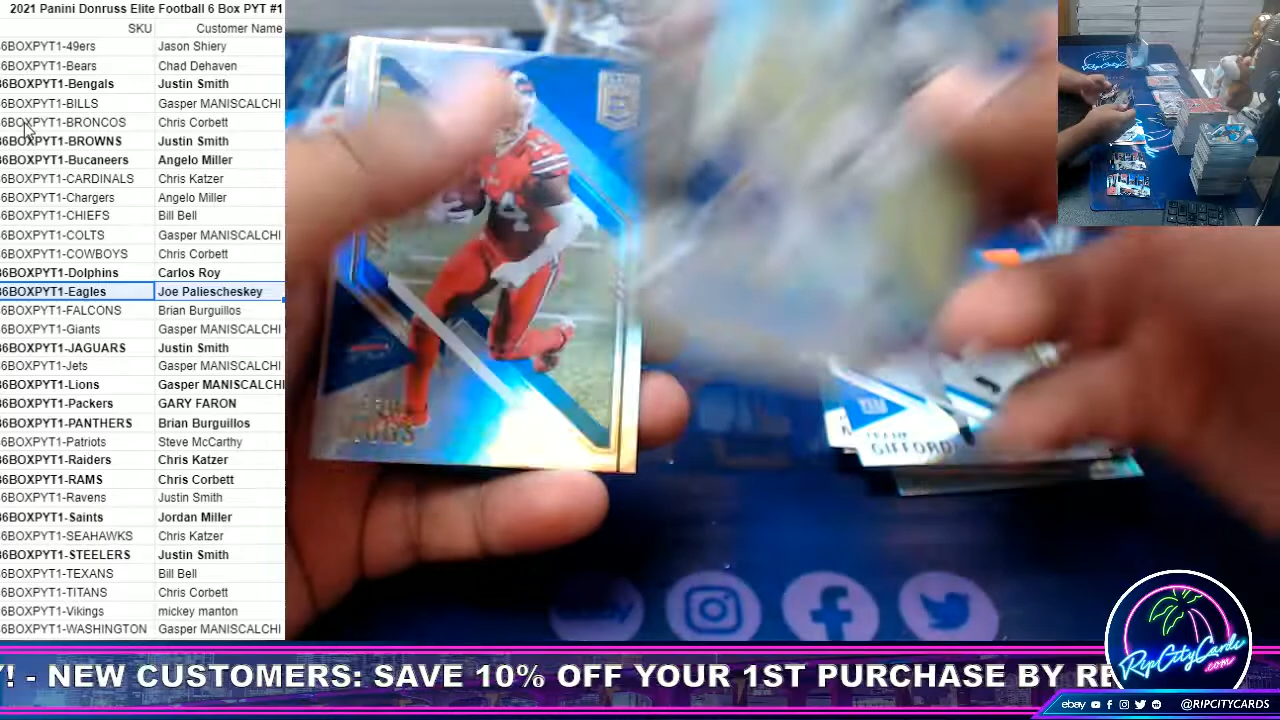 2021 Panini Donruss Elite Football 6 Box PYT #1
SKU Customer Name
6BOXPYT1-49ers Jason Shiery
6BOXPYT1-Bears Chad Dehaven
6BOXPYT1-Bengals Justin Smith
6BOXPYT1-BILLS Gasper MANISCALCHI
6BOXPYT1-BRONCOS Chris Corbett
6BOXPYT1-BROWNS Justin Smith
6BOXPYT1-Bucaneers Angelo Miller
6BOXPYT1-CARDINALS Chris Katzer
6BOXPYT1-Chargers Angelo Miller
6BOXPYT1-CHIEFS Bill Bell
6BOXPYT1-COLTS Gasper MANISCALCHI
6BOXPYT1-COWBOYS Chris Corbett
6BOXPYT1-Dolphins Carlos Roy
6BOXPYT1-Eagles Joe Paliescheskey
6BOXPYT1-FALCONS Brian Burguillos
6BOXPYT1-Giants Gasper MANISCALCHI
6BOXPYT1-JAGUARS Justin Smith
6BOXPYT1-Jets Gasper MANISCALCHI
6BOXPYT1-Lions Gasper MANISCALCHI
6BOXPYT1-Packers GARY FARON
6BOXPYT1-PANTHERS Brian Burguillos
6BOXPYT1-Patriots Steve McCarthy
6BOXPYT1-Raiders Chris Katzer
6BOXPYT1-RAMS Chris Corbett
6BOXPYT1-Ravens Justin Smith
6BOXPYT1-Saints Jordan Miller
6BOXPYT1-SEAHAWKS Chris Katzer
6BOXPYT1-STEELERS Justin Smith
6BOXPYT1-TEXANS Bill Bell
6BOXPYT1-TITANS Chris Corbett
6BOXPYT1-Vikings mickey manton
6BOXPYT1-WASHINGTON Gasper MANISCALCHI
GIFFORD
Y! - NEW CUSTOMERS: SAVE 10% OFF YOUR 1ST PURCHASE BY RE
RipCityCards
.com
ebay @RIPCITYCARDS